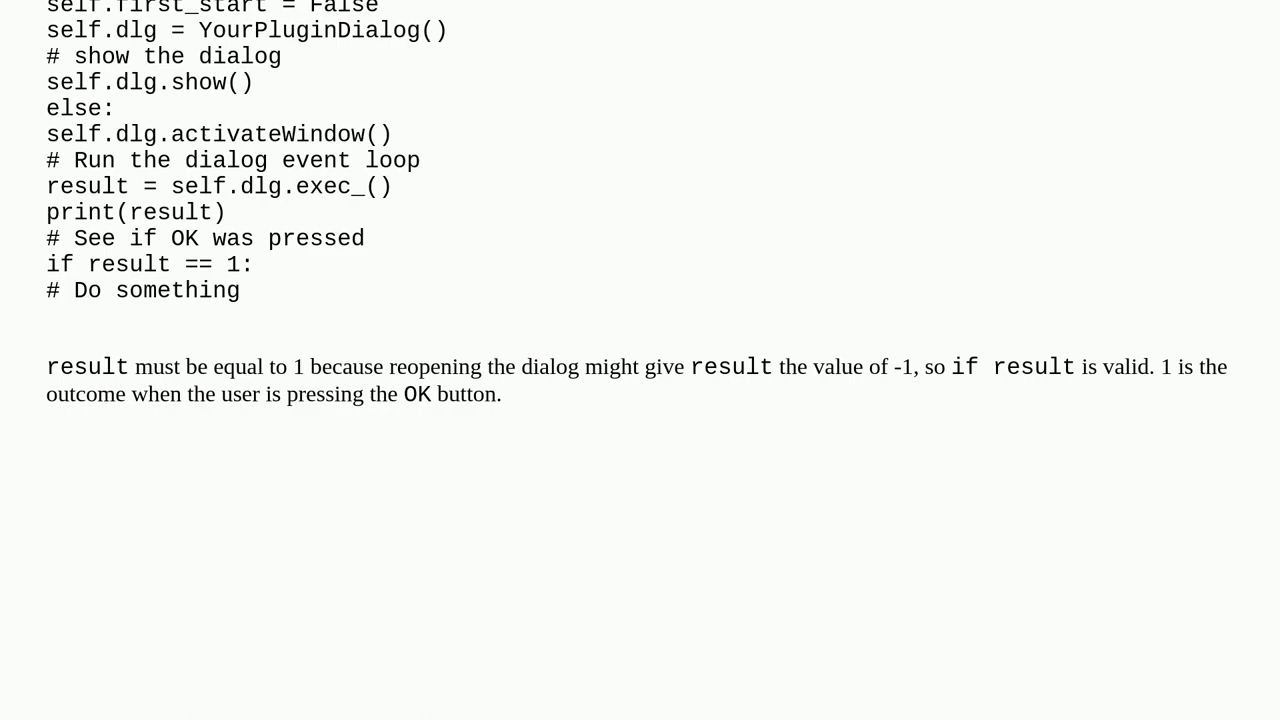 self.first_start = False
self.dlg = YourPluginDialog()
# show the dialog
self.dlg.show()
else:
self.dlg.activateWindow()
# Run the dialog event loop
result = self.dlg.exec_()
print(result)
# See if OK was pressed
if result == 1:
# Do something
result must be equal to 1 because reopening the dialog might give result the value of -1, so if result is valid. 1 is the
outcome when the user is pressing the OK button.